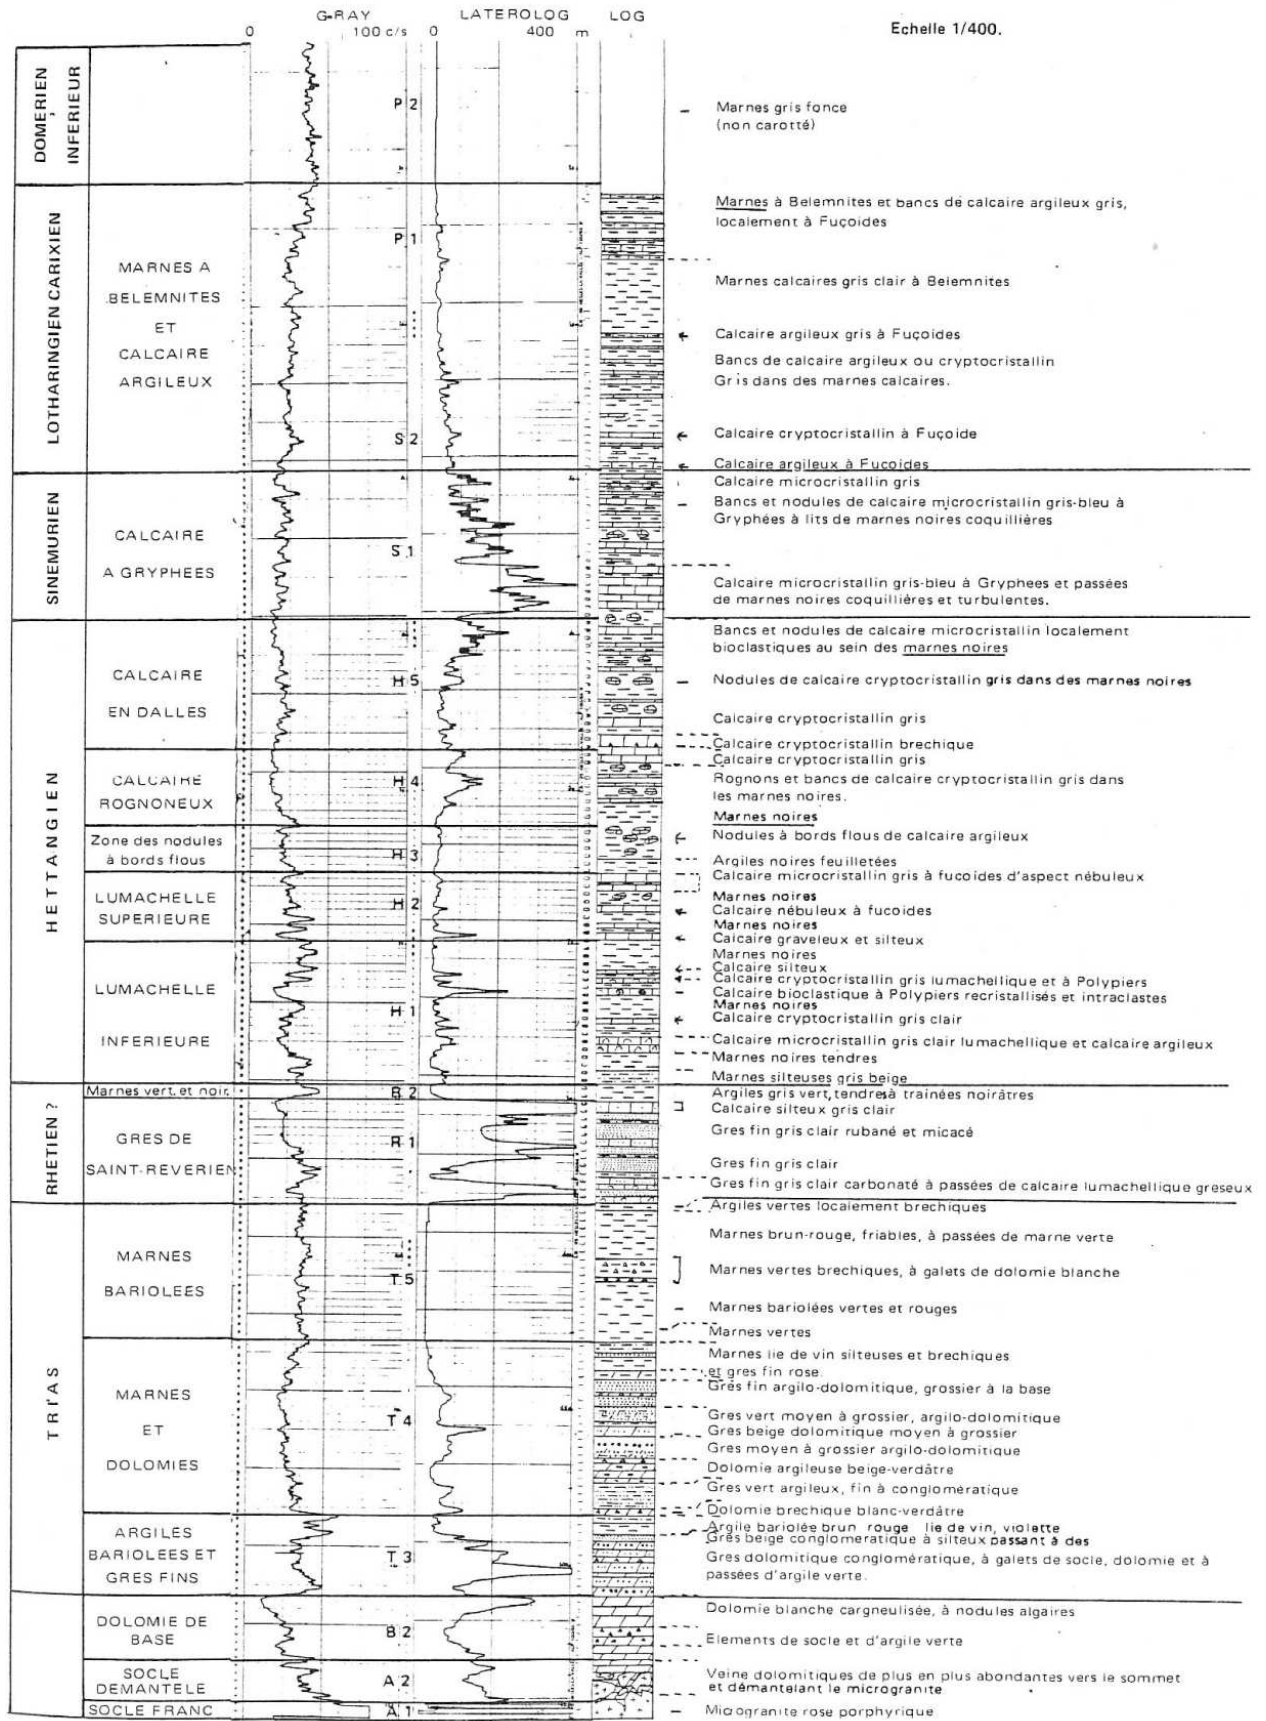 G-RAY
LATEROLOG
LOG
Echelle 1/400.
0
100 c/s
0
400
m
DOMERIEN
INFERIEUR
P 2
Marnes gris fonce
(non carotté)
LOTHARINGIEN CARIXIEN
MARNES A
BELEMNITES
ET
CALCAIRE
ARGILEUX
P 1
S 2
Marnes à Belemnites et bancs de calcaire argileux gris,
localement à Fuçoides
Marnes calcaires gris clair à Belemnites
Calcaire argileux gris à Fuçoides
Bancs de calcaire argileux ou cryptocristallin
Gris dans des marnes calcaires.
Calcaire cryptocristallin à Fuçoide
Calcaire argileux à Fucoides
SINEMURIEN
CALCAIRE
A GRYPHEES
S 1
Calcaire microcristallin gris
Bancs et nodules de calcaire microcristallin gris-bleu à
Gryphées à lits de marnes noires coquillières
Calcaire microcristallin gris-bleu à Gryphees et passées
de marnes noires coquillières et turbulentes.
HETTANGIEN
CALCAIRE
EN DALLES
H 5
Bancs et nodules de calcaire microcristallin localement
bioclastiques au sein des marnes noires
Nodules de calcaire cryptocristallin gris dans des marnes noires
Calcaire cryptocristallin gris
Calcaire cryptocristallin brechique
CALCAIRE
ROGNONEUX
H 4
Calcaire cryptocristallin gris
Rognons et bancs de calcaire cryptocristallin gris dans
les marnes noires.
Marnes noires
Zone des nodules
à bords flous
H 3
Nodules à bords flous de calcaire argileux
Argiles noires feuilletées
LUMACHELLE
SUPERIEURE
H 2
Calcaire microcristallin gris à fucoides d'aspect nébuleux
Marnes noires
Calcaire nébuleux à fucoides
Marnes noires
Calcaire graveleux et silteux
LUMACHELLE
INFERIEURE
H 1
Marnes noires
Calcaire silteux
Calcaire cryptocristallin gris lumachellique et à Polypiers
Calcaire bioclastique à Polypiers recristallisés et intraclastes
Marnes noires
Calcaire cryptocristallin gris clair
Calcaire microcristallin gris clair lumachellique et calcaire argileux
Marnes noires tendres
Marnes silteuses gris beige
RHETIEN ?
Marnes vert. et noir.
R 2
Argiles gris vert, tendres à trainées noirâtres
GRES DE
SAINT-REVERIEN
R 1
Calcaire silteux gris clair
Gres fin gris clair rubané et micacé
Gres fin gris clair
Gres fin gris clair carbonaté à passées de calcaire lumachellique greseux
TRIAS
MARNES
BARIOLEES
T 5
Argiles vertes localement brechiques
Marnes brun-rouge, friables, à passées de marne verte
Marnes vertes brechiques, à galets de dolomie blanche
Marnes bariolées vertes et rouges
Marnes vertes
MARNES
ET
DOLOMIES
T 4
Marnes lie de vin silteuses et brechiques
et gres fin rose.
Grés fin argilo-dolomitique, grossier à la base
Gres vert moyen à grossier, argilo-dolomitique
Gres beige dolomitique moyen à grossier
Gres moyen à grossier argilo-dolomitique
Dolomie argileuse beige-verdâtre
Gres vert argileux, fin à conglomératique
Dolomie brechique blanc-verdâtre
ARGILES
BARIOLEES ET
GRES FINS
T 3
Argile bariolée brun rouge lie de vin, violette
Grès beige conglomeratique à silteux passant à des
Gres dolomitique conglomératique, à galets de socle, dolomie et à
passées d'argile verte.
DOLOMIE DE
BASE
B 2
Dolomie blanche cargneulisée, à nodules algaires
Elements de socle et d'argile verte
SOCLE
DEMANTELE
A 2
Veine dolomitiques de plus en plus abondantes vers le sommet
et démantelant le microgranite
SOCLE FRANC
A 1
Microgranite rose porphyrique